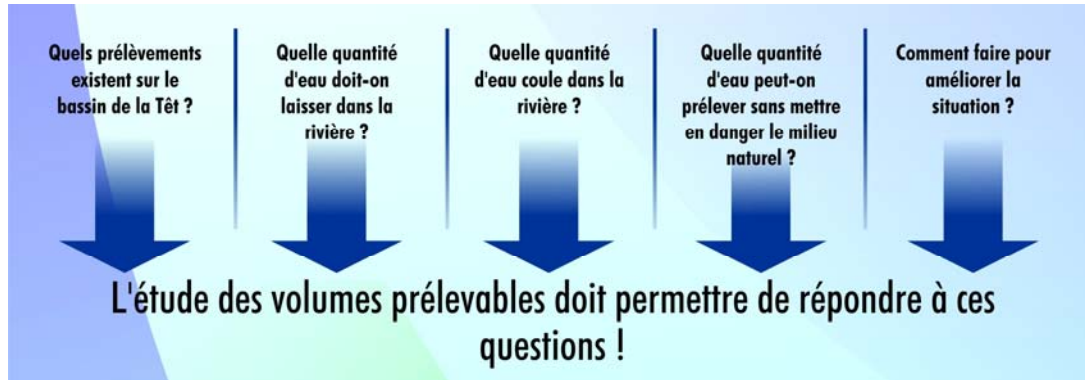 Quels prélèvements
existent sur le
bassin de la Têt ?
Quelle quantité
d'eau doit-on
laisser dans la
rivière ?
Quelle quantité
d'eau coule dans la
rivière ?
Quelle quantité
d'eau peut-on
prélever sans mettre
en danger le milieu
naturel ?
Comment faire pour
améliorer la
situation ?
L'étude des volumes prélevables doit permettre de répondre à ces
questions !